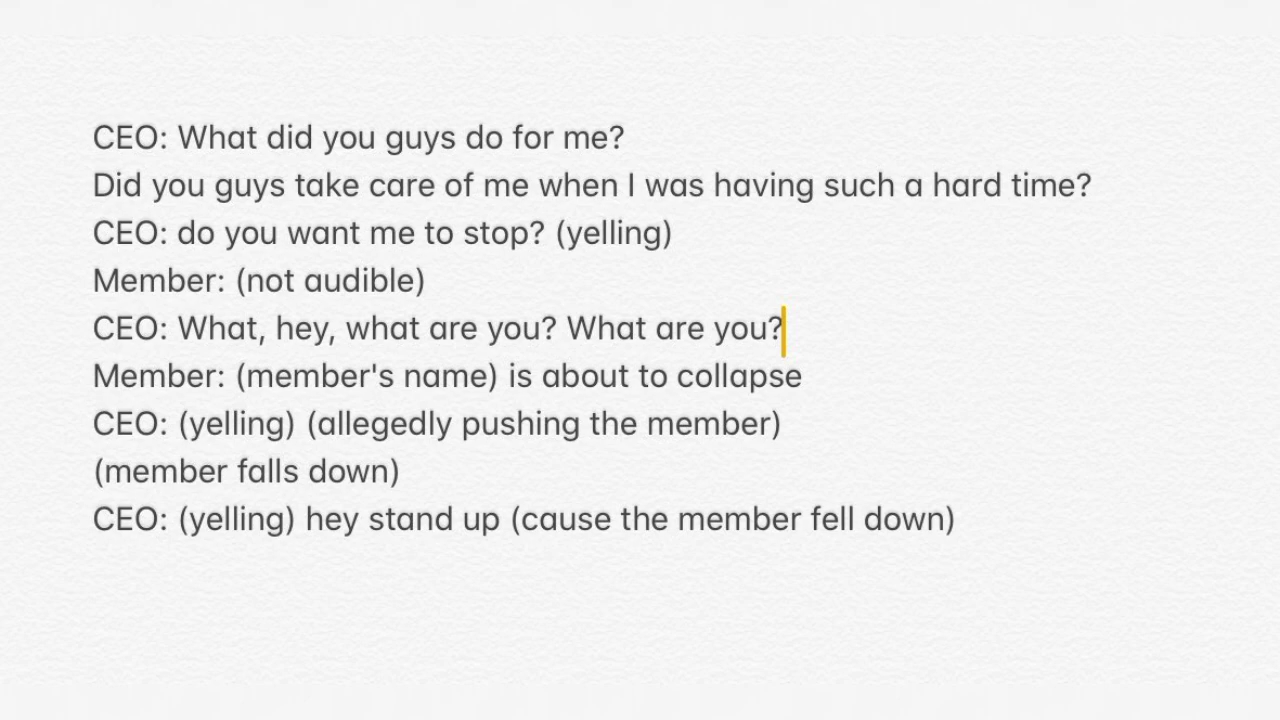 CEO: What did you guys do for me?
Did you guys take care of me when I was having such a hard time?
CEO: do you want me to stop? (yelling)
Member: (not audible)
CEO: What, hey, what are you? What are you?
Member: (member's name) is about to collapse
CEO: (yelling) (allegedly pushing the member)
(member falls down)
CEO: (yelling) hey stand up (cause the member fell down)